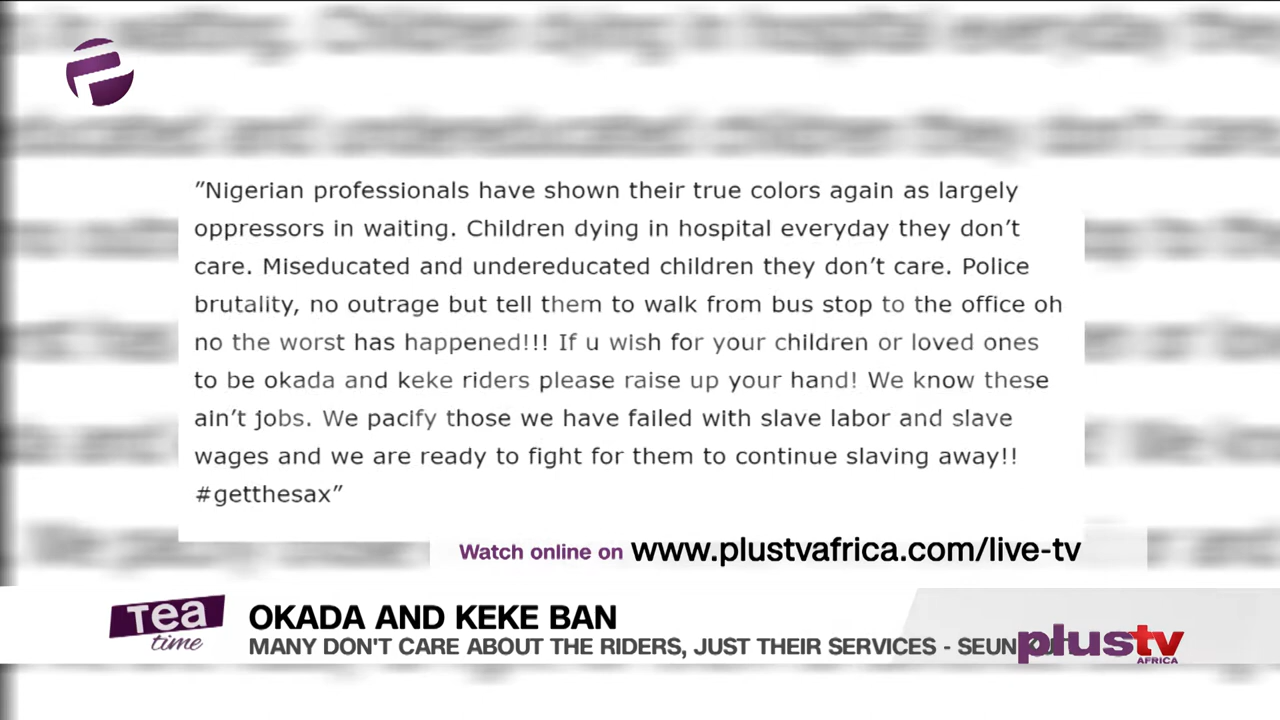 "Nigerian professionals have shown their true colors again as largely
oppressors in waiting. Children dying in hospital everyday they don't
care. Miseducated and undereducated children they don't care. Police
brutality, no outrage but tell them to walk from bus stop to the office oh
no the worst has happened!!! If u wish for your children or loved ones
to be okada and keke riders please raise up your hand! We know these
ain't jobs. We pacify those we have failed with slave labor and slave
wages and we are ready to fight for them to continue slaving away!!
#getthesax"
Watch online on www.plustvafrica.com/live-tv
Tea
time
OKADA AND KEKE BAN
MANY DON'T CARE ABOUT THE RIDERS, JUST THEIR SERVICES - SEUN
plustv
AFRICA